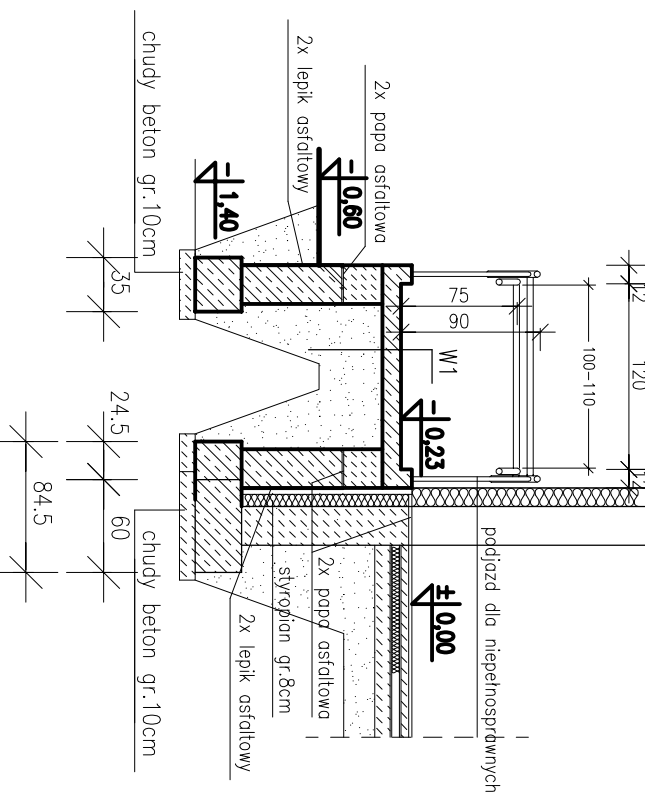 chudy beton gr.10cm
2x lepik asfaltowy
2x papa asfaltowa
-1,40
-0,60
35
24.5
60
84.5
75
90
100-110
12
120
12
W1
-0,23
±0,00
podjazd dla niepełnosprawnych
2x papa asfaltowa
styropian gr.8cm
2x lepik asfaltowy
chudy beton gr.10cm